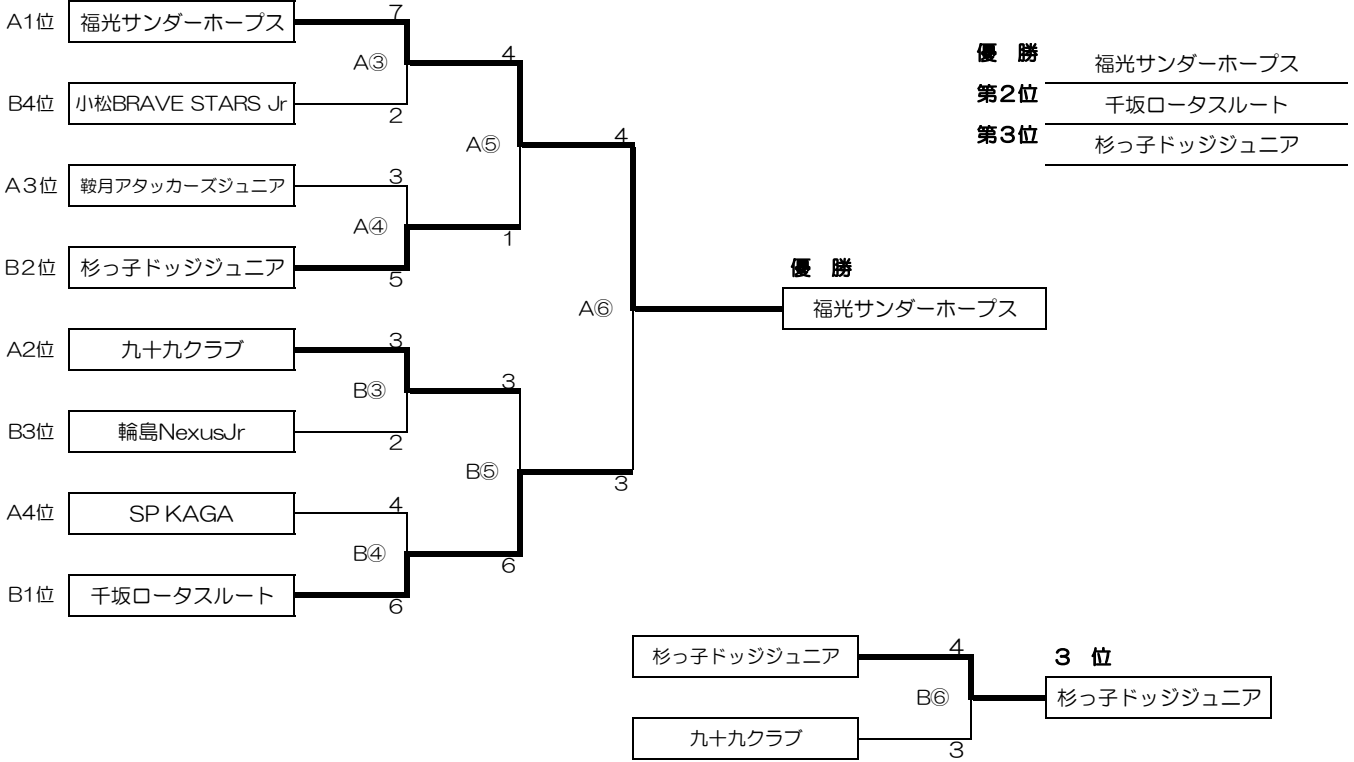 A1位 福光サンダーホープス 7
A③ 4
B4位 小松BRAVE STARS Jr 2
A⑤ 4
A3位 鞍月アタッカーズジュニア 3
A④ 1
B2位 杉っ子ドッジジュニア 5
A⑥
A2位 九十九クラブ 3
B③ 3
B3位 輪島NexusJr 2
B⑤ 3
A4位 SP KAGA 4
B④ 6
B1位 千坂ロータスルート 6
優 勝 福光サンダーホープス
第2位 千坂ロータスルート
第3位 杉っ子ドッジジュニア
優 勝
福光サンダーホープス
杉っ子ドッジジュニア 4
B⑥
九十九クラブ 3
3 位
杉っ子ドッジジュニア